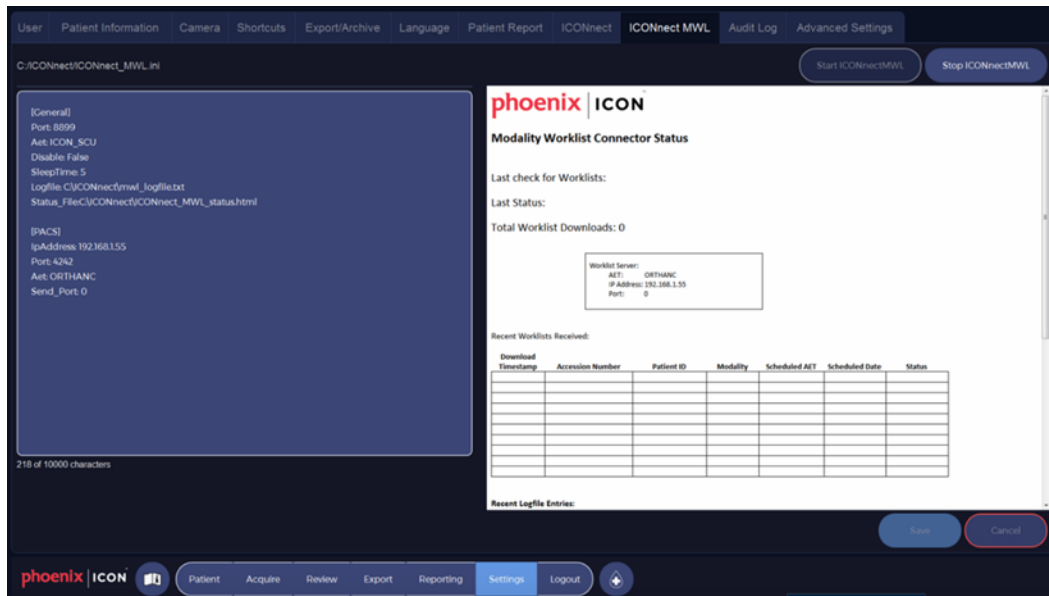 User Patient Information Camera Shortcuts Export/Archive Language Patient Report ICONnect ICONnect MWL Audit Log Advanced Settings
C:/ICONnect/ICONnect_MWL.ini
Start ICONnectMWL Stop ICONnectMWL
[General]
Port: 8899
Aet: ICON_SCU
Disable: False
SleepTime: 5
Logfile: C:\ICONnect\mwl_logfile.txt
Status_File:C:\ICONnect\ICONnect_MWL_status.html
[PACS]
IpAddress: 192.168.1.55
Port: 4242
Aet: ORTHANC
Send_Port: 0
218 of 10000 characters
phoenix | ICON
Modality Worklist Connector Status
Last check for Worklists:
Last Status:
Total Worklist Downloads: 0
Worklist Server:
AET: ORTHANC
IP Address: 192.168.1.55
Port: 0
Recent Worklists Received:
Download Timestamp Accession Number Patient ID Modality Scheduled AET Scheduled Date Status
Recent Logfile Entries:
Save Cancel
phoenix | ICON Patient Acquire Review Export Reporting Settings Logout